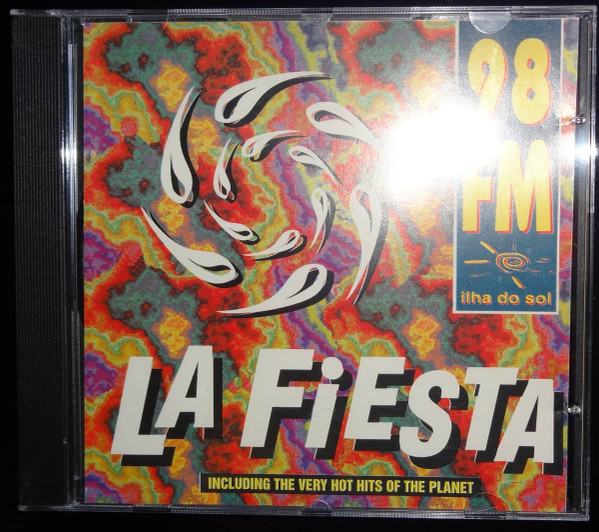 98
FM
ilha do sol
LA FiESTA
INCLUDING THE VERY HOT HITS OF THE PLANET